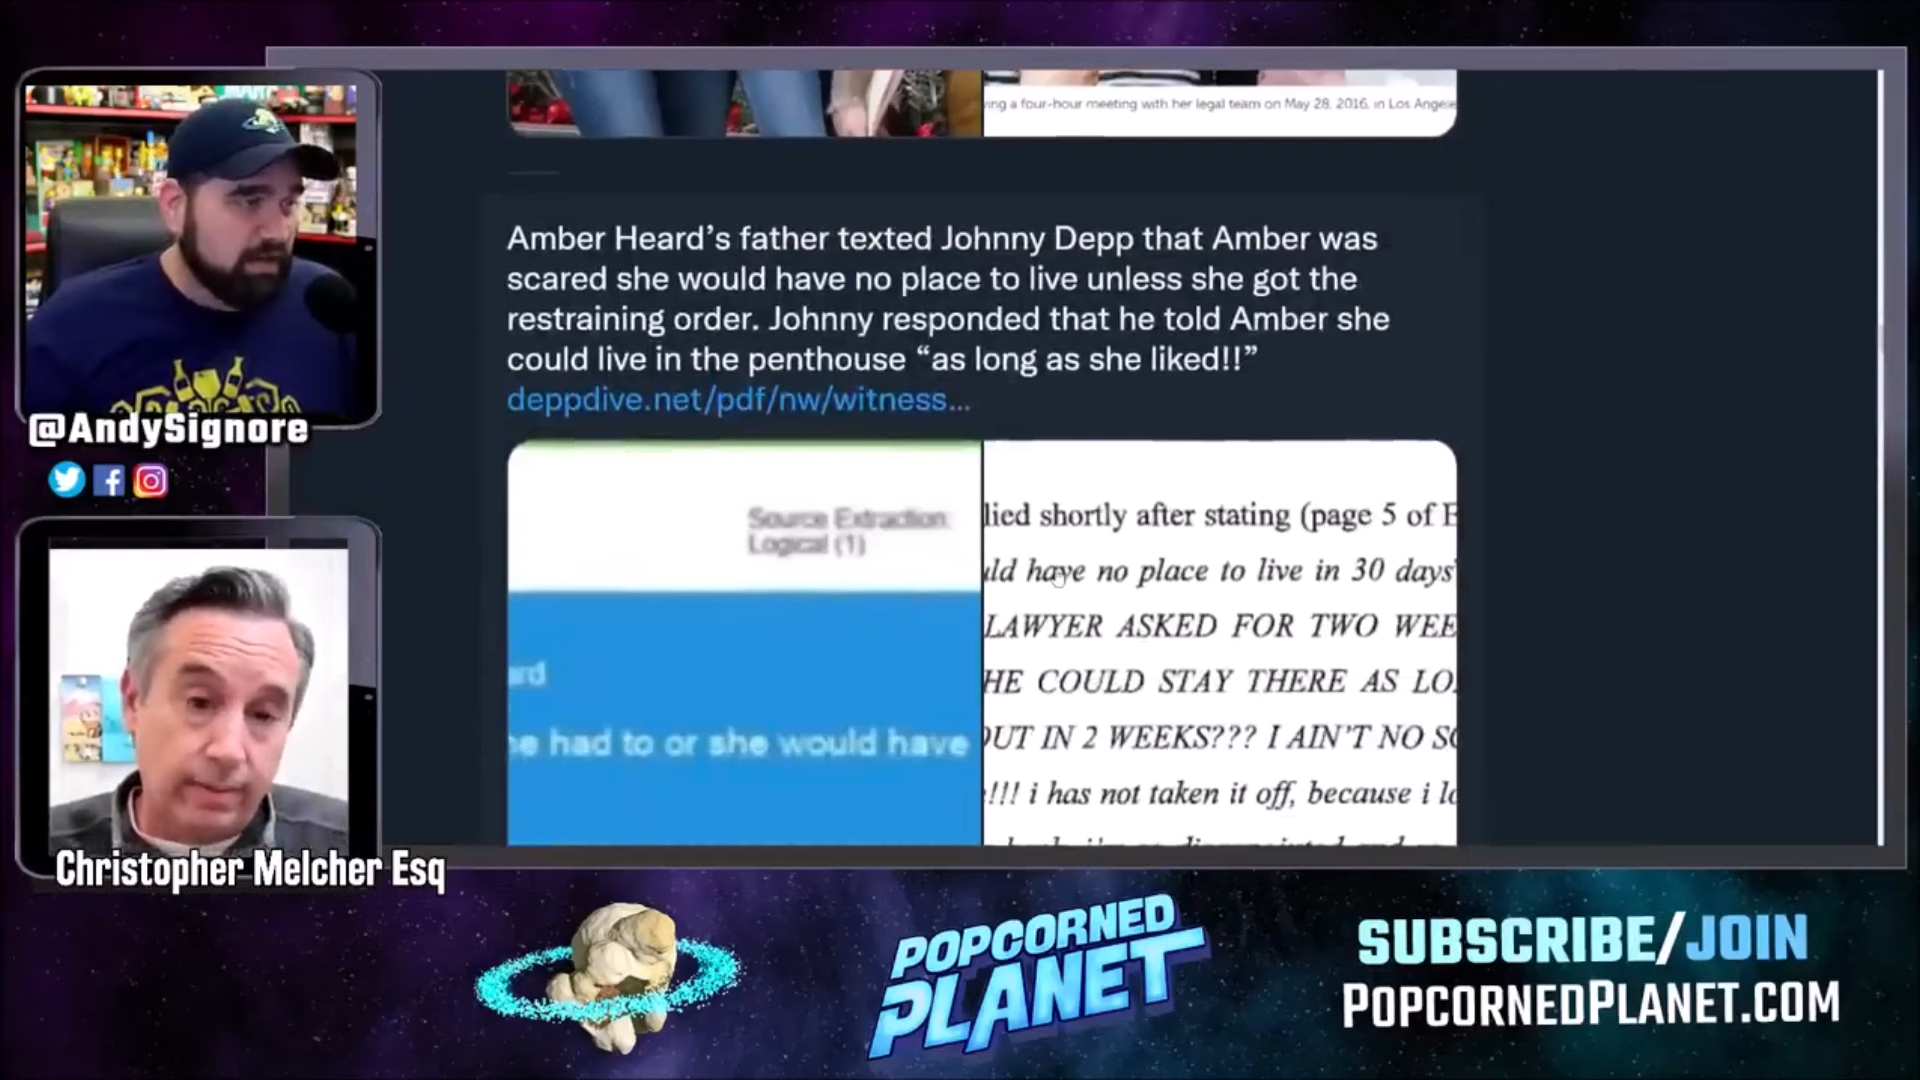 ing a four-hour meeting with her legal team on May 28, 2016, in Los Angele
Amber Heard's father texted Johnny Depp that Amber was
scared she would have no place to live unless she got the
restraining order. Johnny responded that he told Amber she
could live in the penthouse “as long as she liked!!”
deppdive.net/pdf/nw/witness...
Source Extraction:
Logical (1)
rd
e had to or she would have
lied shortly after stating (page 5 of E
ld have no place to live in 30 days'
LAWYER ASKED FOR TWO WEE
HE COULD STAY THERE AS LO
OUT IN 2 WEEKS??? I AIN'T NO SO
!!! i has not taken it off, because i lo
@AndySignore
Christopher Melcher Esq
POPCORNED
PLANET
SUBSCRIBE/JOIN
POPCORNEDPLANET.COM